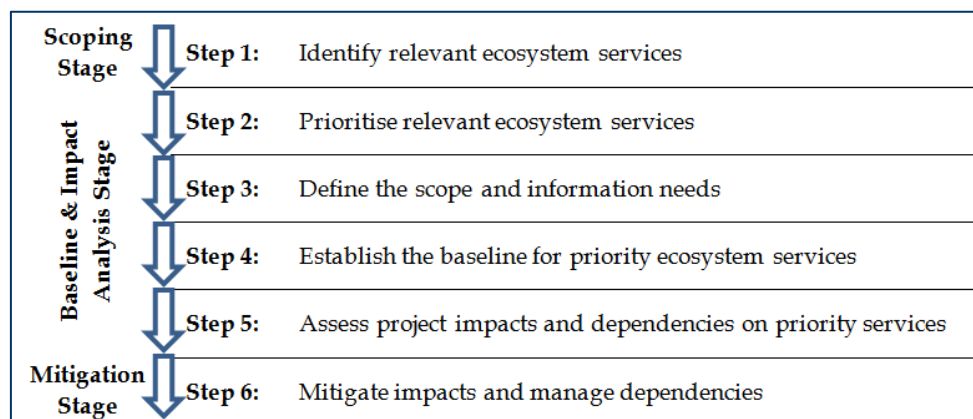 Scoping
Stage
Step 1: Identify relevant ecosystem services
Step 2: Prioritise relevant ecosystem services
Baseline & Impact
Analysis Stage
Step 3: Define the scope and information needs
Step 4: Establish the baseline for priority ecosystem services
Step 5: Assess project impacts and dependencies on priority services
Mitigation
Stage
Step 6: Mitigate impacts and manage dependencies